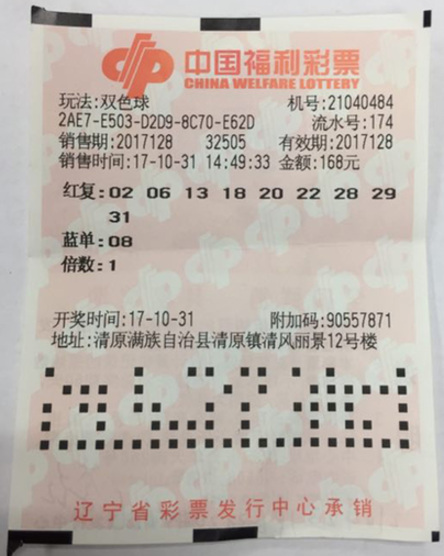 中国福利彩票
CHINA WELFARE LOTTERY
玩法:双色球 机号:21040484
2AE7-E503-D2D9-8C70-E62D 流水号:174
销售期:2017128 32505 有效期:2017128
销售时间:17-10-31 14:49:33 金额:168元
红复:02 06 13 18 20 22 28 29
31
蓝单:08
倍数:1
开奖时间:17-10-31 附加码:90557871
地址:清原满族自治县清原镇清风丽景12号楼
辽宁省彩票发行中心承销